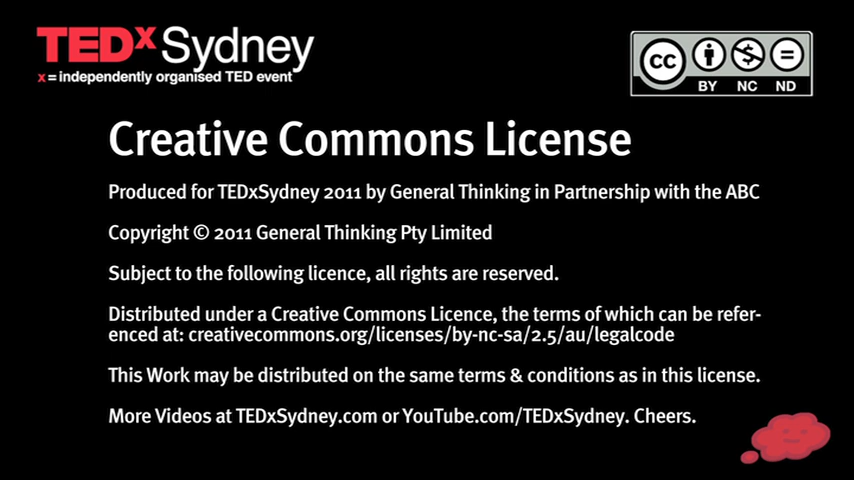 TEDxSydney
x = independently organised TED event
CC BY NC ND
Creative Commons License
Produced for TEDxSydney 2011 by General Thinking in Partnership with the ABC
Copyright © 2011 General Thinking Pty Limited
Subject to the following licence, all rights are reserved.
Distributed under a Creative Commons Licence, the terms of which can be refer-
enced at: creativecommons.org/licenses/by-nc-sa/2.5/au/legalcode
This Work may be distributed on the same terms & conditions as in this license.
More Videos at TEDxSydney.com or YouTube.com/TEDxSydney. Cheers.